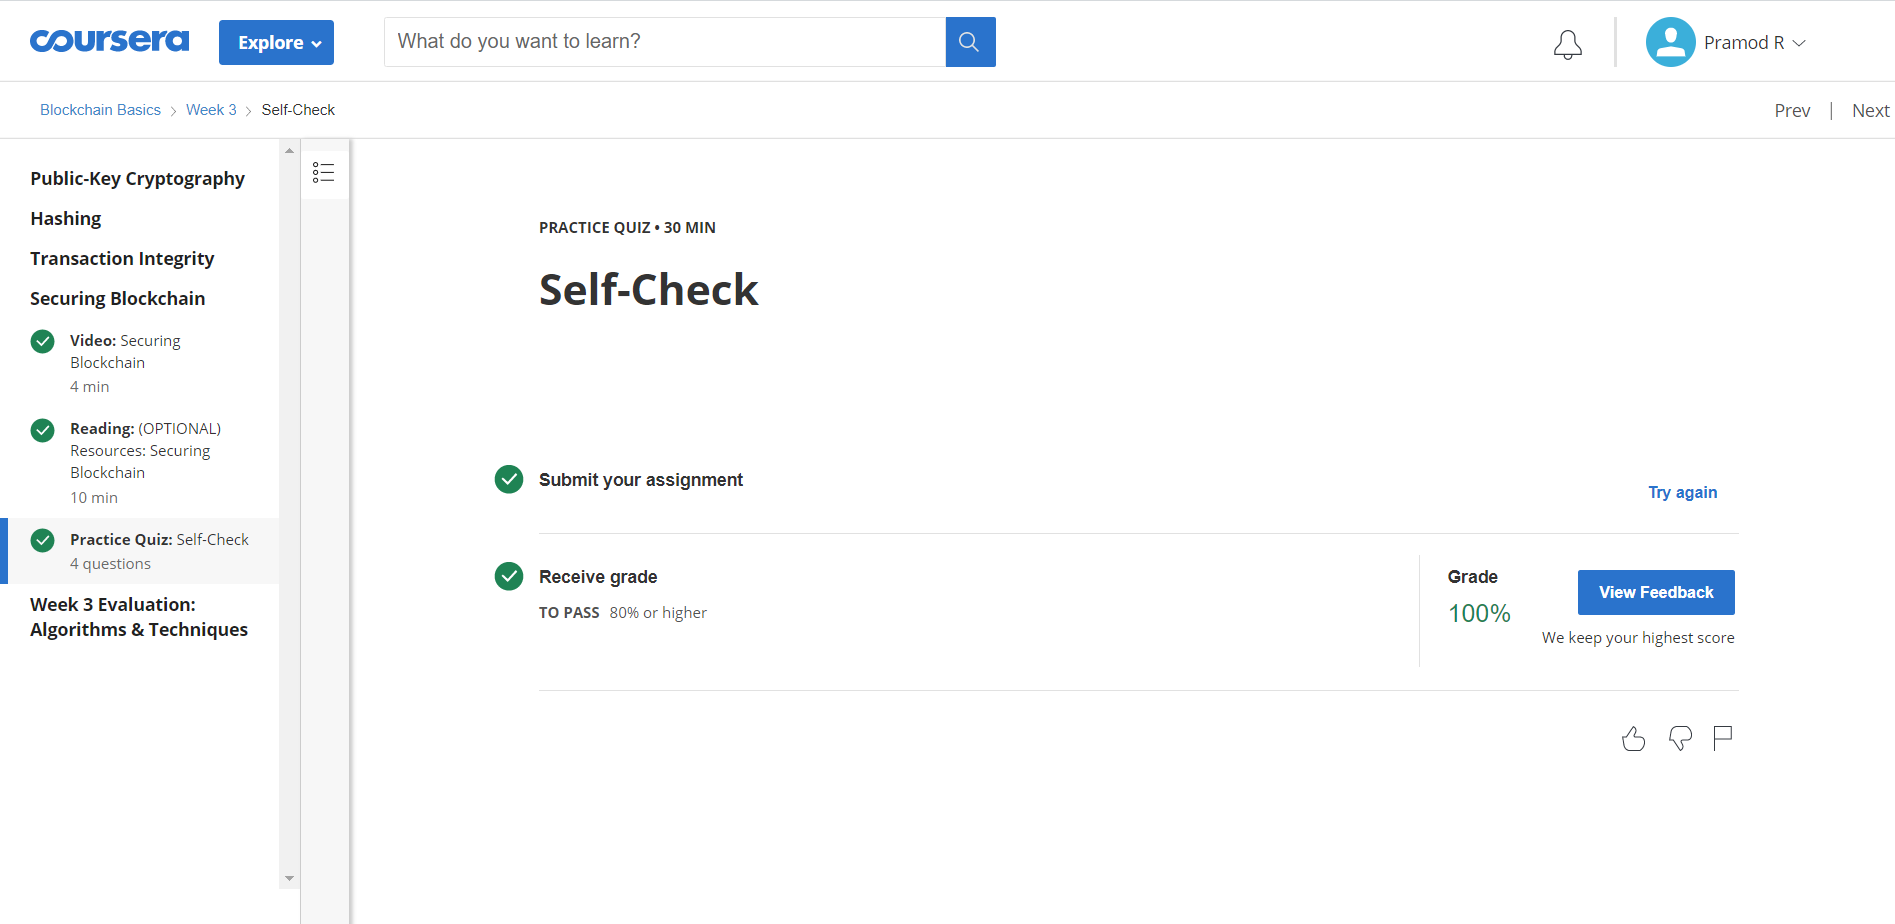 coursera
Explore
What do you want to learn?
Pramod R
Blockchain Basics
Week 3
Self-Check
Prev | Next
Public-Key Cryptography
Hashing
Transaction Integrity
Securing Blockchain
Video: Securing
Blockchain
4 min
Reading: (OPTIONAL)
Resources: Securing
Blockchain
10 min
Practice Quiz: Self-Check
4 questions
Week 3 Evaluation:
Algorithms & Techniques
PRACTICE QUIZ • 30 MIN
Self-Check
Submit your assignment
Try again
Receive grade
TO PASS 80% or higher
Grade
100%
View Feedback
We keep your highest score